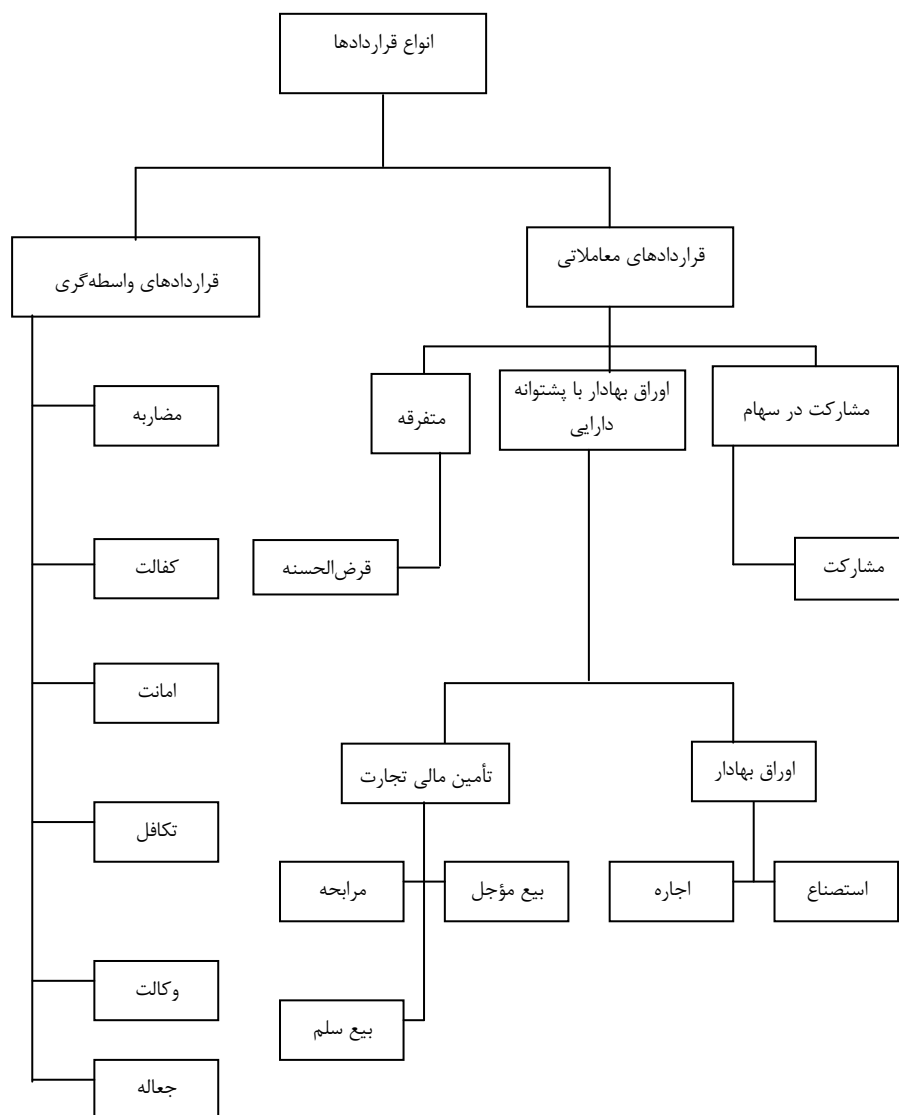 انواع قراردادها
قراردادهای معاملاتی
قراردادهای واسطه‌گری
مشارکت در سهام
اوراق بهادار با پشتوانه
دارایی
متفرقه
مضاربه
مشارکت
قرض‌الحسنه
کفالت
امانت
اوراق بهادار
تأمین مالی تجارت
تکافل
استصناع
اجاره
بیع مؤجل
مرابحه
وکالت
بیع سلم
جعاله